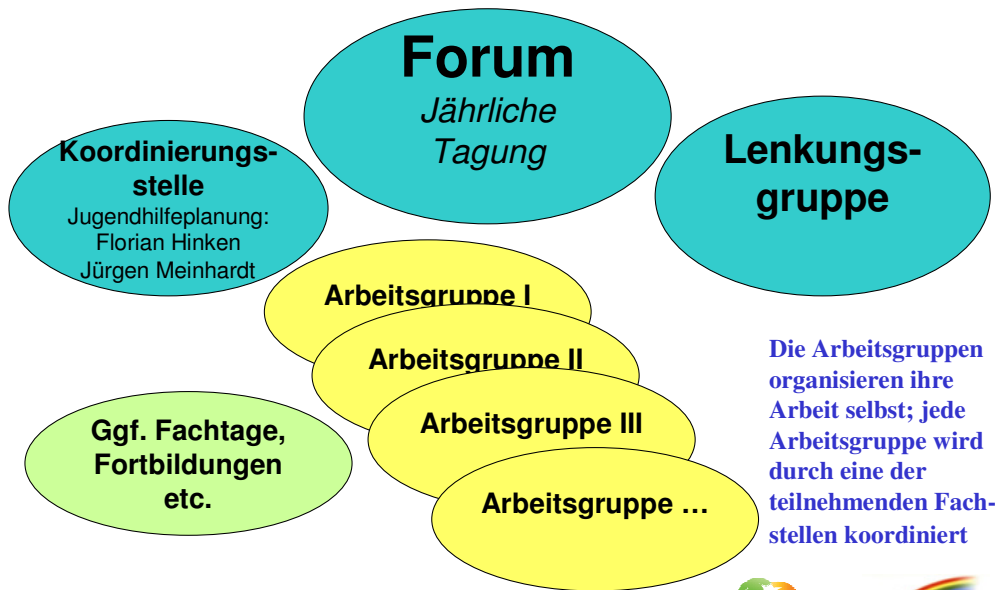 Forum
Jährliche
Tagung
Koordinierungs-
stelle
Jugendhilfeplanung:
Florian Hinken
Jürgen Meinhardt
Lenkungs-
gruppe
Arbeitsgruppe I
Arbeitsgruppe II
Arbeitsgruppe III
Arbeitsgruppe ...
Ggf. Fachtage,
Fortbildungen
etc.
Die Arbeitsgruppen
organisieren ihre
Arbeit selbst; jede
Arbeitsgruppe wird
durch eine der
teilnehmenden Fach-
stellen koordiniert